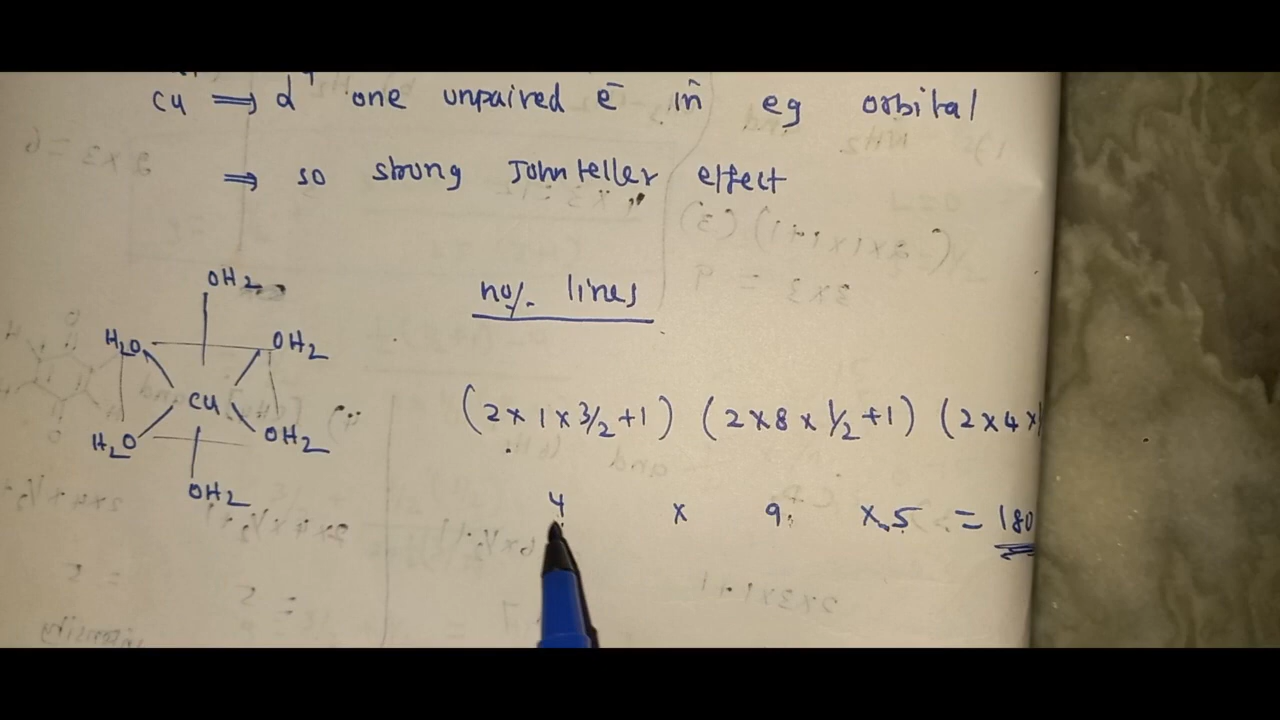 Cu ⟹ d⁹ one unpaired ē in eg orbital
⟹ so strong John teller effect
no/. lines
OH2
H2O OH2
Cu
H2O OH2
OH2
(2 × 1 × 3/2 + 1) (2 × 8 × 1/2 + 1) (2 × 4 ×
4 × 9 × 5 = 180